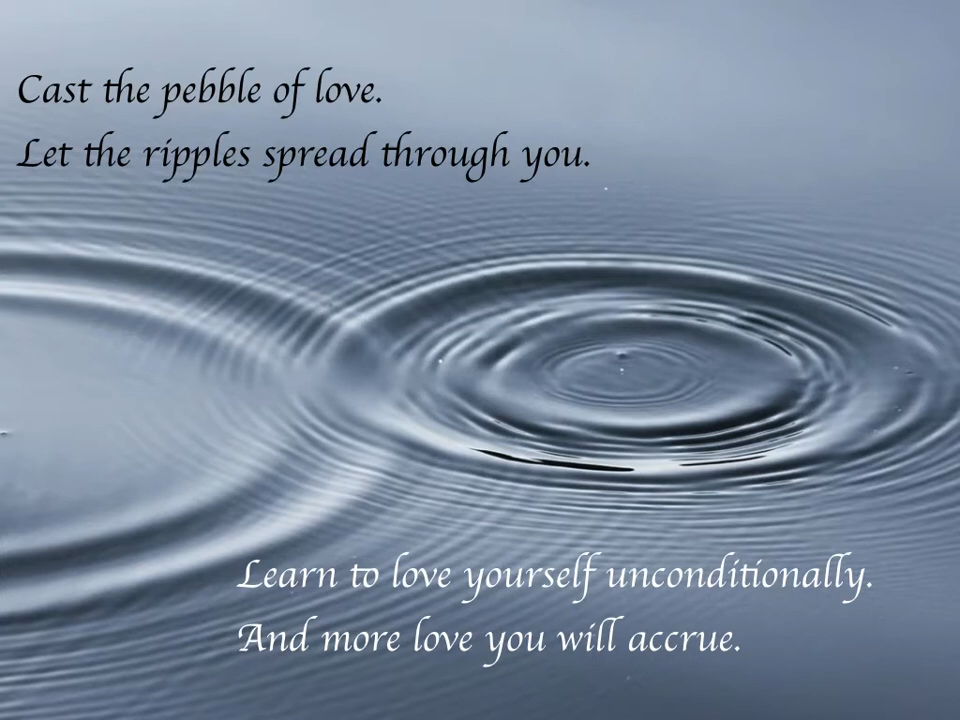 Cast the pebble of love.
Let the ripples spread through you.
Learn to love yourself unconditionally.
And more love you will accrue.